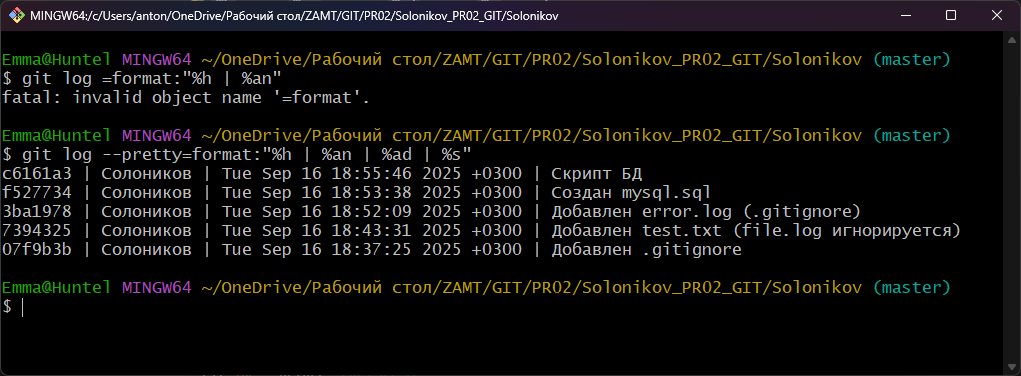 MINGW64:/c/Users/anton/OneDrive/Рабочий стол/ZAMT/GIT/PR02/Solonikov_PR02_GIT/Solonikov
Emma@Huntel MINGW64 ~/OneDrive/Рабочий стол/ZAMT/GIT/PR02/Solonikov_PR02_GIT/Solonikov (master)
$ git log =format:"%h | %an"
fatal: invalid object name '=format'.
Emma@Huntel MINGW64 ~/OneDrive/Рабочий стол/ZAMT/GIT/PR02/Solonikov_PR02_GIT/Solonikov (master)
$ git log --pretty=format:"%h | %an | %ad | %s"
c6161a3 | Солоников | Tue Sep 16 18:55:46 2025 +0300 | Скрипт БД
f527734 | Солоников | Tue Sep 16 18:53:38 2025 +0300 | Создан mysql.sql
3ba1978 | Солоников | Tue Sep 16 18:52:09 2025 +0300 | Добавлен error.log (.gitignore)
7394325 | Солоников | Tue Sep 16 18:43:31 2025 +0300 | Добавлен test.txt (file.log игнорируется)
07f9b3b | Солоников | Tue Sep 16 18:37:25 2025 +0300 | Добавлен .gitignore
Emma@Huntel MINGW64 ~/OneDrive/Рабочий стол/ZAMT/GIT/PR02/Solonikov_PR02_GIT/Solonikov (master)
$